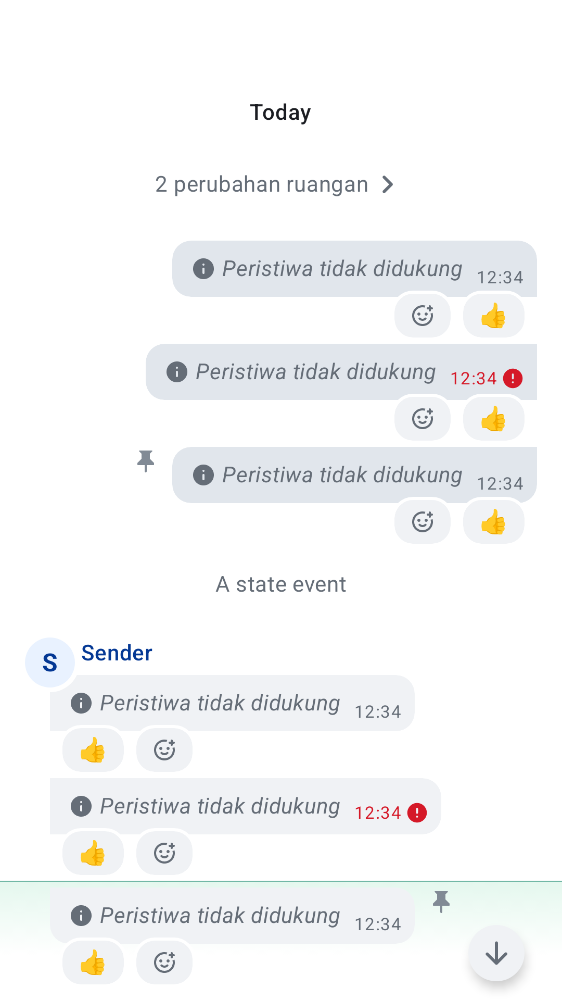 Today
2 perubahan ruangan
Peristiwa tidak didukung 12:34
👍
Peristiwa tidak didukung 12:34
👍
Peristiwa tidak didukung 12:34
👍
A state event
S Sender
Peristiwa tidak didukung 12:34
👍
Peristiwa tidak didukung 12:34
👍
Peristiwa tidak didukung 12:34
👍